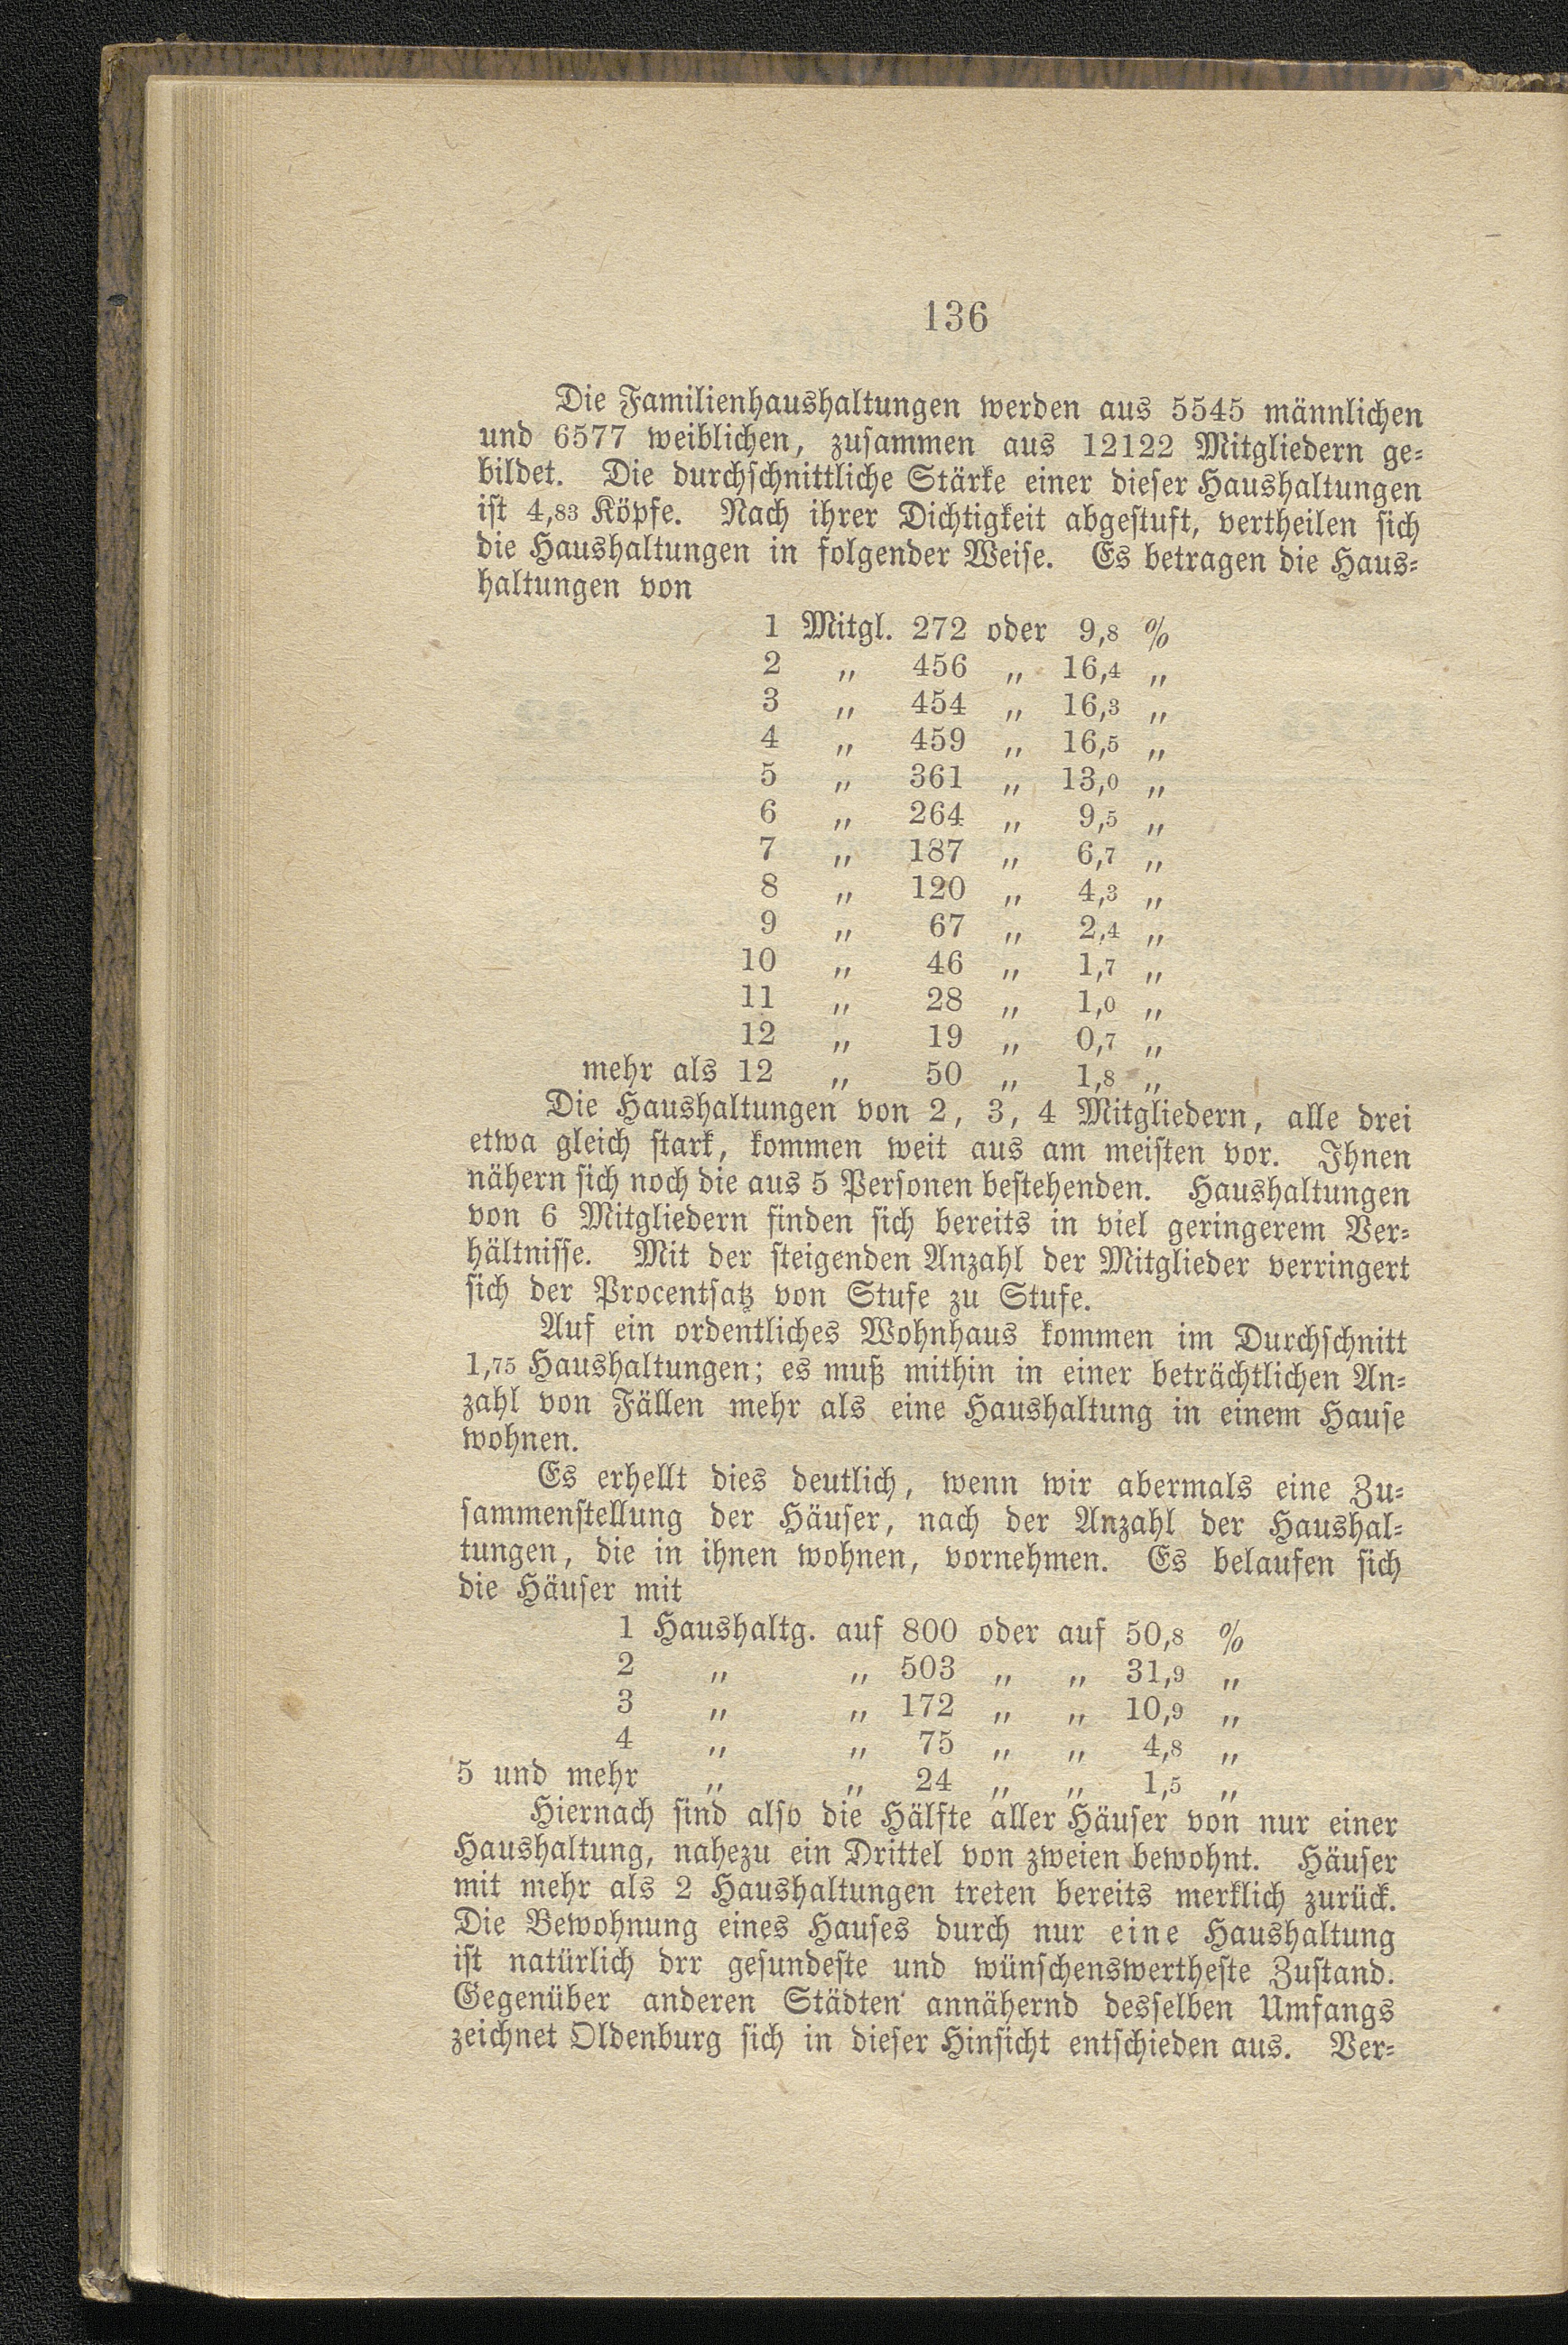 136
Die Familienhaushaltungen werden aus 5545 männlichen
und 6577 weiblichen, zusammen aus 12122 Mitgliedern ge-
bildet. Die durchschnittliche Stärke einer dieser Haushaltungen
ist 4,83 Köpfe. Nach ihrer Dichtigkeit abgestuft, vertheilen sich
die Haushaltungen in folgender Weise. Es betragen die Haus-
haltungen von
1 Mitgl. 272 oder 9,8 %
2 „ 456 „ 16,4 „
3 „ 454 „ 16,3 „
4 „ 459 „ 16,5 „
5 „ 361 „ 13,0 „
6 „ 264 „ 9,5 „
7 „ 187 „ 6,7 „
8 „ 120 „ 4,3 „
9 „ 67 „ 2,4 „
10 „ 46 „ 1,7 „
11 „ 28 „ 1,0 „
12 „ 19 „ 0,7 „
mehr als 12 „ 50 „ 1,8 „
Die Haushaltungen von 2, 3, 4 Mitgliedern, alle drei
etwa gleich stark, kommen weit aus am meisten vor. Ihnen
nähern sich noch die aus 5 Personen bestehenden. Haushaltungen
von 6 Mitgliedern finden sich bereits in viel geringerem Ver-
hältnisse. Mit der steigenden Anzahl der Mitglieder verringert
sich der Procentsatz von Stufe zu Stufe.
Auf ein ordentliches Wohnhaus kommen im Durchschnitt
1,75 Haushaltungen; es muß mithin in einer beträchtlichen An-
zahl von Fällen mehr als eine Haushaltung in einem Hause
wohnen.
Es erhellt dies deutlich, wenn wir abermals eine Zu-
sammenstellung der Häuser, nach der Anzahl der Haushal-
tungen, die in ihnen wohnen, vornehmen. Es belaufen sich
die Häuser mit
1 Haushaltg. auf 800 oder auf 50,8 %
2 „ „ 503 „ „ 31,9 „
3 „ „ 172 „ „ 10,9 „
4 „ „ 75 „ „ 4,8 „
5 und mehr „ „ 24 „ „ 1,5 „
Hiernach sind also die Hälfte aller Häuser von nur einer
Haushaltung, nahezu ein Drittel von zweien bewohnt. Häuser
mit mehr als 2 Haushaltungen treten bereits merklich zurück.
Die Bewohnung eines Hauses durch nur eine Haushaltung
ist natürlich drr gesundeste und wünschenswertheste Zustand.
Gegenüber anderen Städten annähernd desselben Umfangs
zeichnet Oldenburg sich in dieser Hinsicht entschieden aus. Ver-